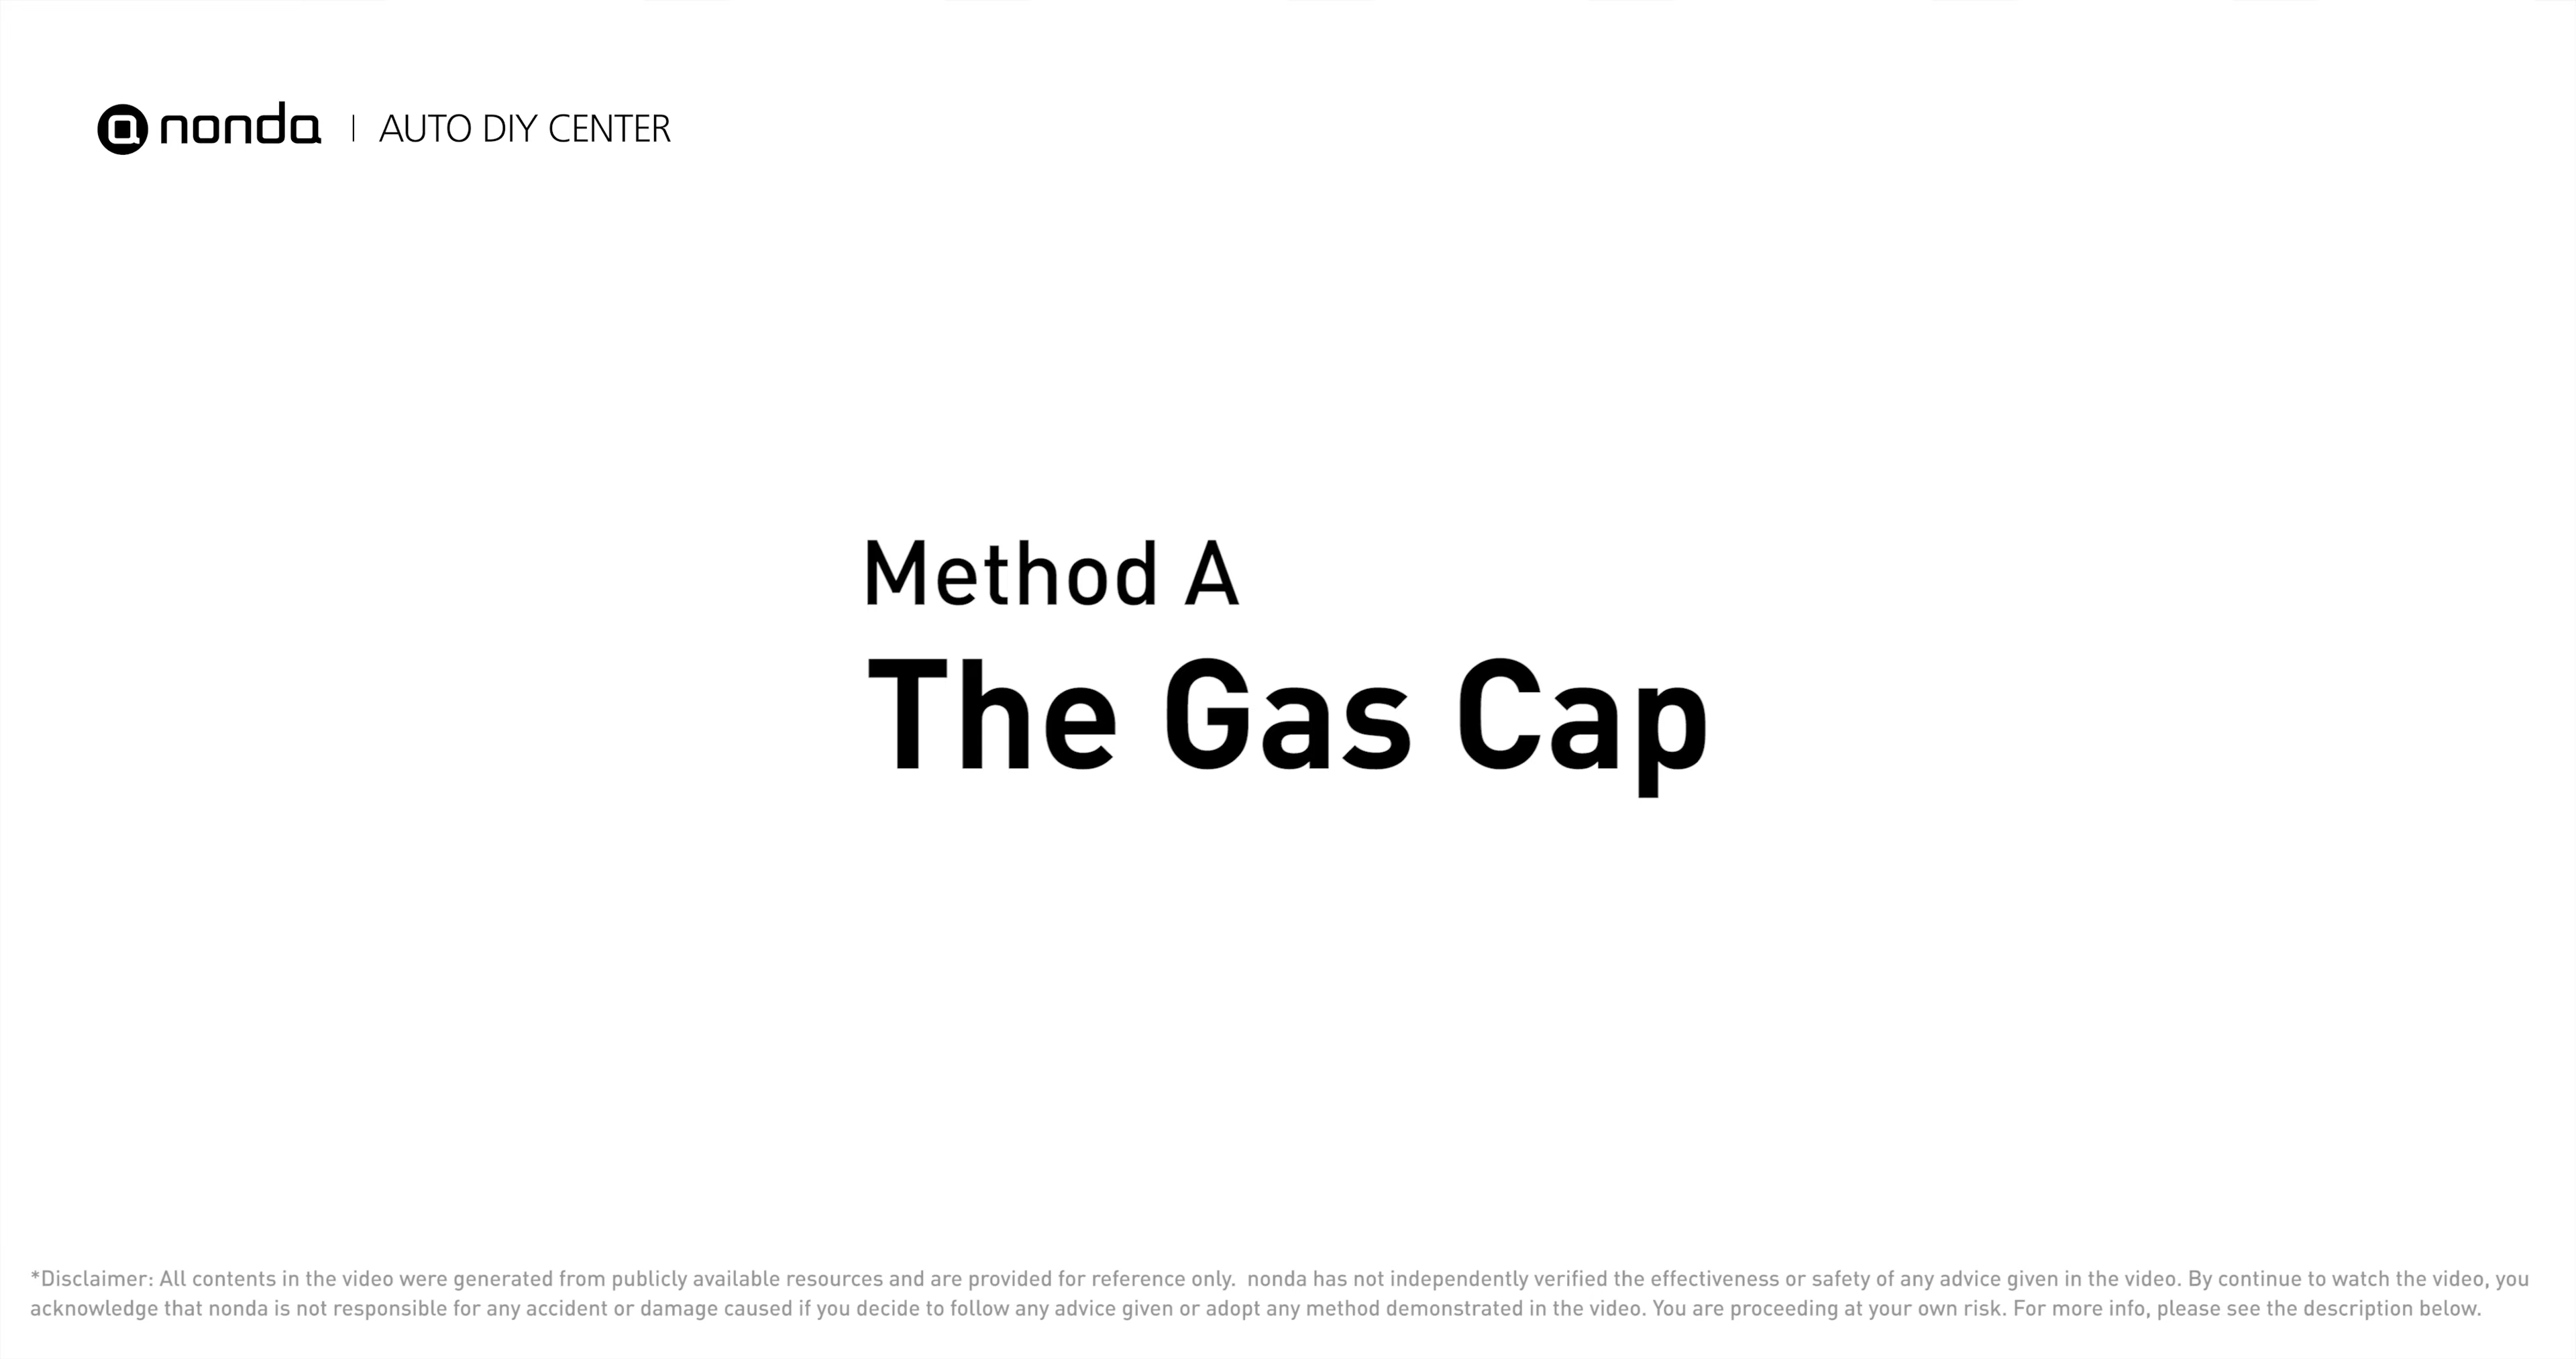 nonda | AUTO DIY CENTER
Method A
The Gas Cap
*Disclaimer: All contents in the video were generated from publicly available resources and are provided for reference only.  nonda has not independently verified the effectiveness or safety of any advice given in the video. By continue to watch the video, you
acknowledge that nonda is not responsible for any accident or damage caused if you decide to follow any advice given or adopt any method demonstrated in the video. You are proceeding at your own risk. For more info, please see the description below.